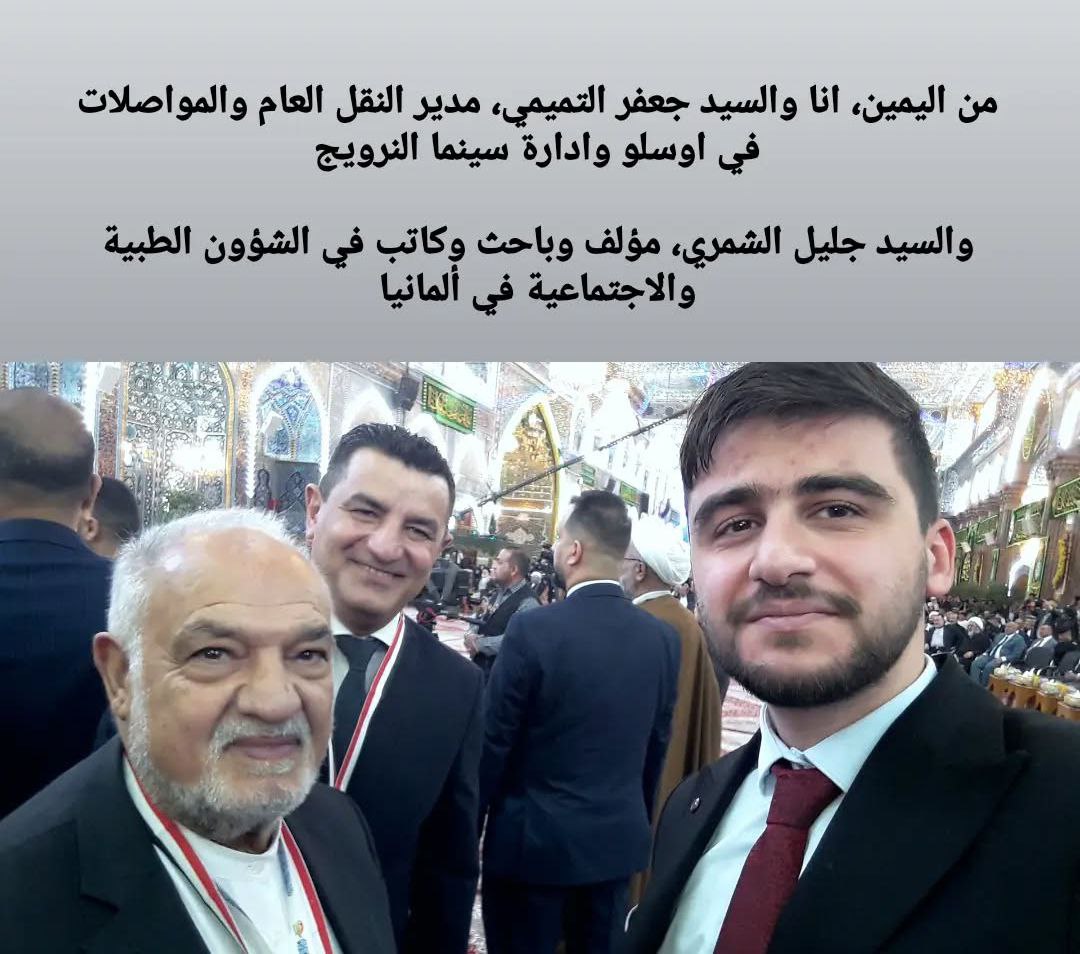 من اليمين، انا والسيد جعفر التميمي، مدير النقل العام والمواصلات
في اوسلو وادارة سينما النرويج
والسيد جليل الشمري، مؤلف وباحث وكاتب في الشؤون الطبية
والاجتماعية في ألمانيا